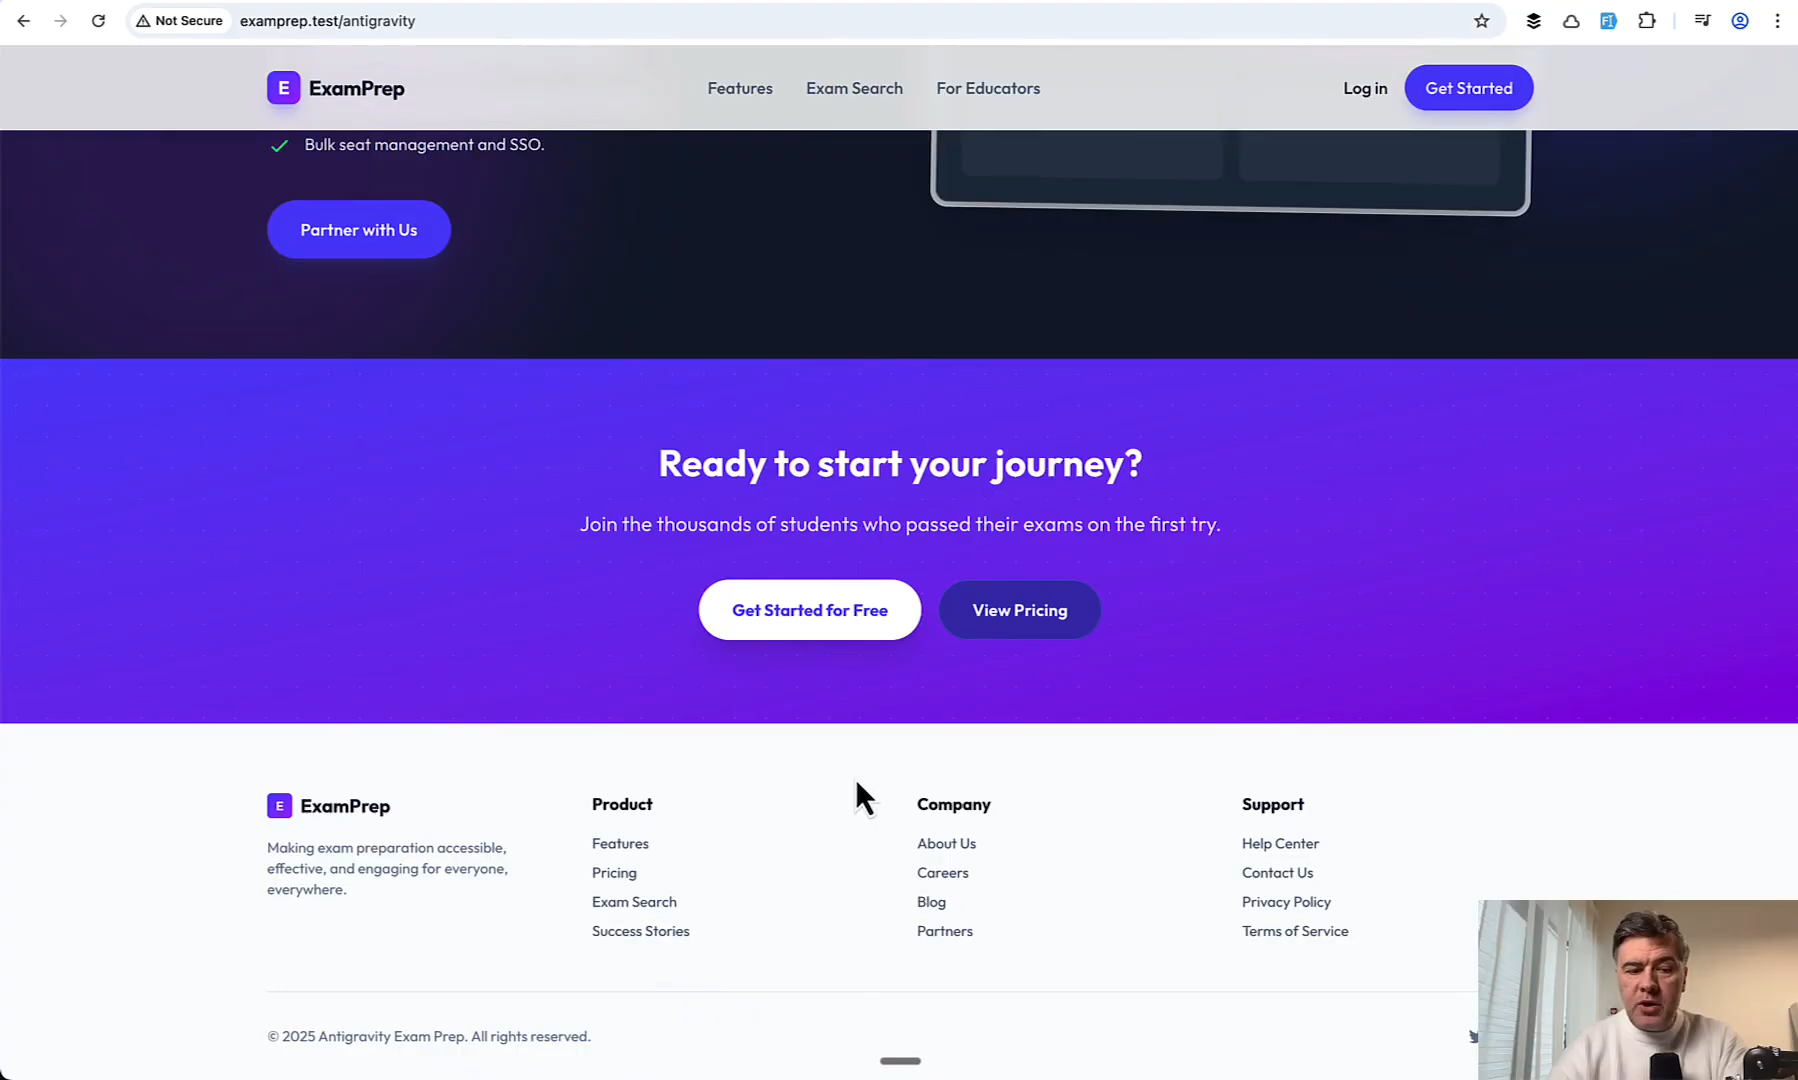 Not Secure
examprep.test/antigravity
E ExamPrep
Features
Exam Search
For Educators
Log in
Get Started
Bulk seat management and SSO.
Partner with Us
Ready to start your journey?
Join the thousands of students who passed their exams on the first try.
Get Started for Free
View Pricing
E ExamPrep
Making exam preparation accessible,
effective, and engaging for everyone,
everywhere.
Product
Features
Pricing
Exam Search
Success Stories
Company
About Us
Careers
Blog
Partners
Support
Help Center
Contact Us
Privacy Policy
Terms of Service
© 2025 Antigravity Exam Prep. All rights reserved.